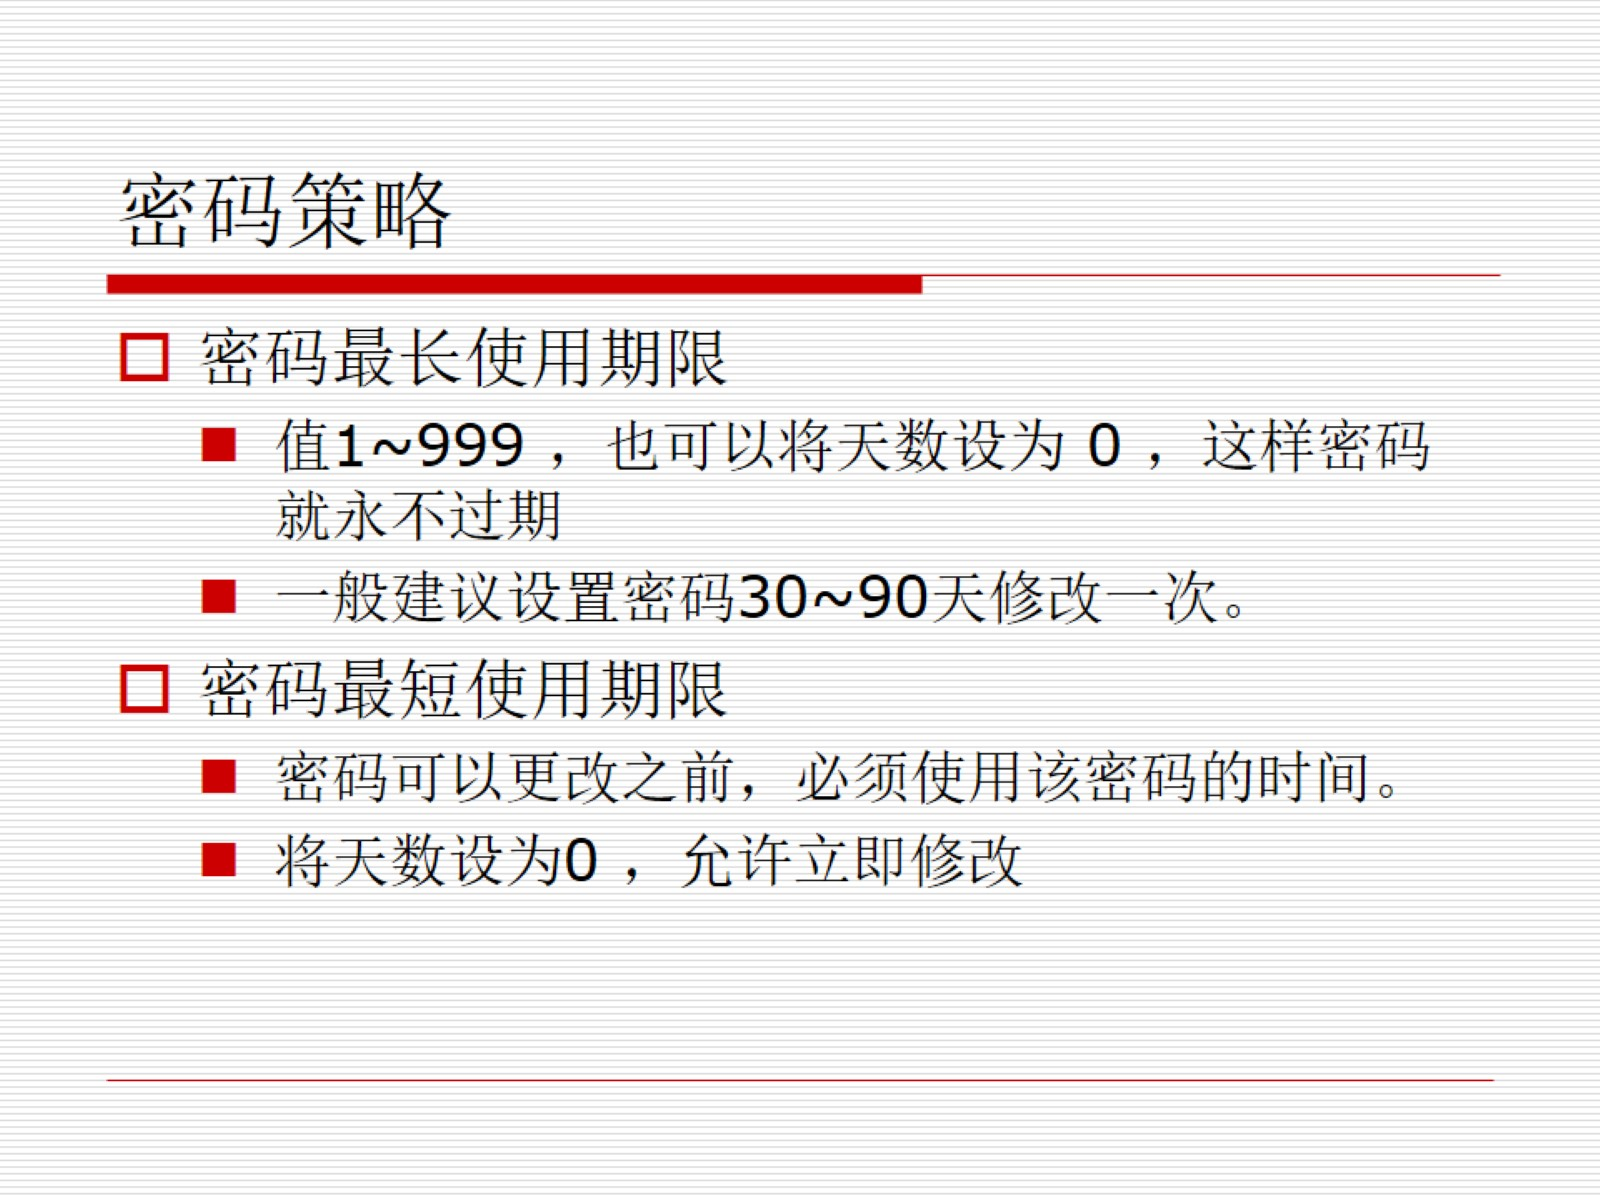 密码策略
密码最长使用期限
值1~999 ，也可以将天数设为 0 ，这样密码
就永不过期
一般建议设置密码30~90天修改一次。
密码最短使用期限
密码可以更改之前，必须使用该密码的时间。
将天数设为0 ，允许立即修改